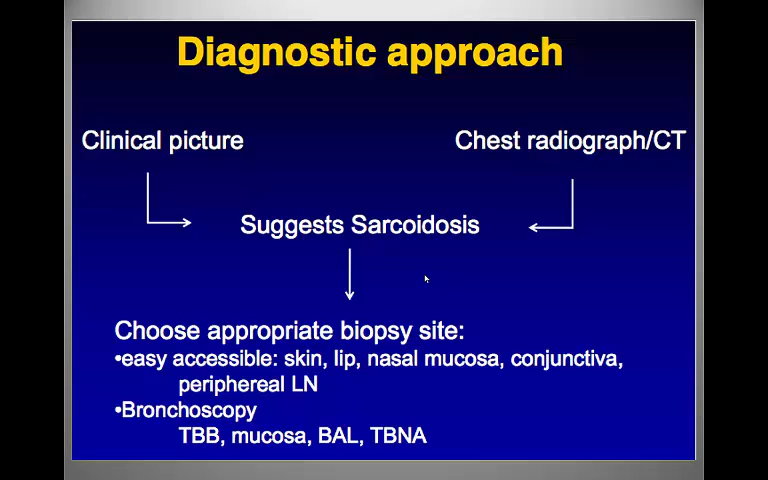 Diagnostic approach
Clinical picture
Chest radiograph/CT
Suggests Sarcoidosis
Choose appropriate biopsy site:
•easy accessible: skin, lip, nasal mucosa, conjunctiva,
periphereal LN
•Bronchoscopy
TBB, mucosa, BAL, TBNA